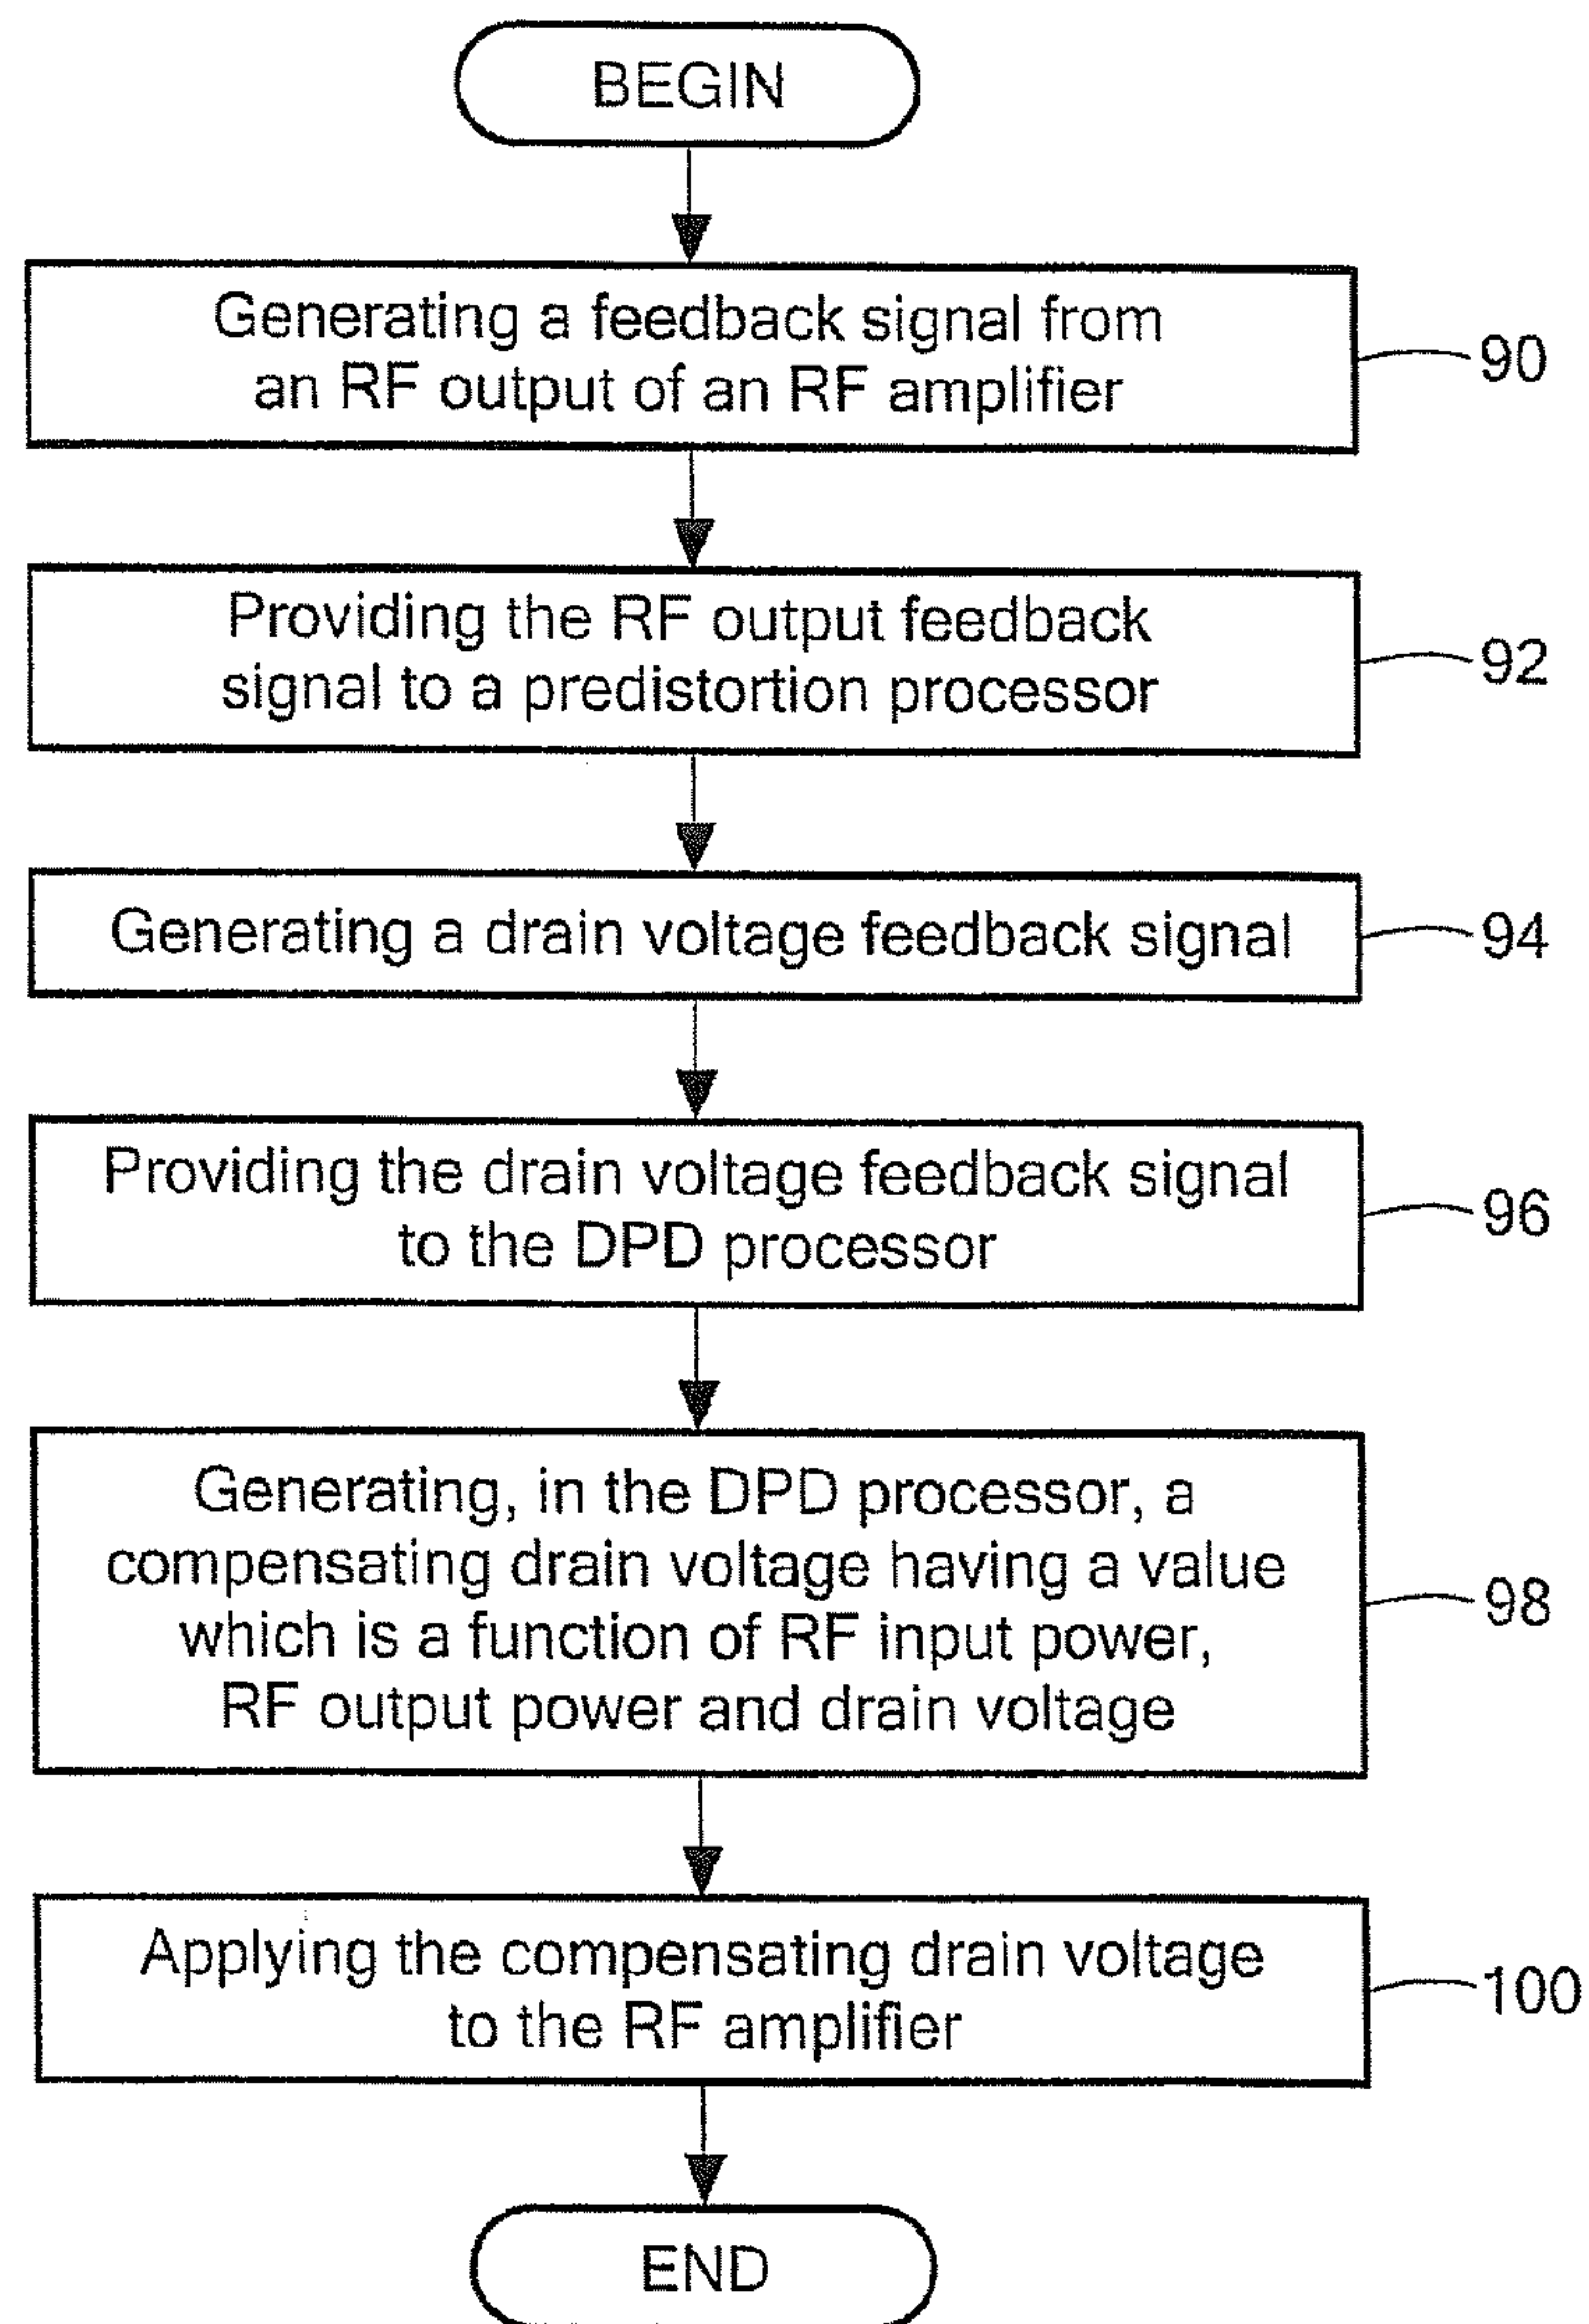 BEGIN
Generating a feedback signal from
an RF output of an RF amplifier
90
Providing the RF output feedback
signal to a predistortion processor
92
Generating a drain voltage feedback signal
94
Providing the drain voltage feedback signal
to the DPD processor
96
Generating, in the DPD processor, a
compensating drain voltage having a value
which is a function of RF input power,
RF output power and drain voltage
98
Applying the compensating drain voltage
to the RF amplifier
100
END